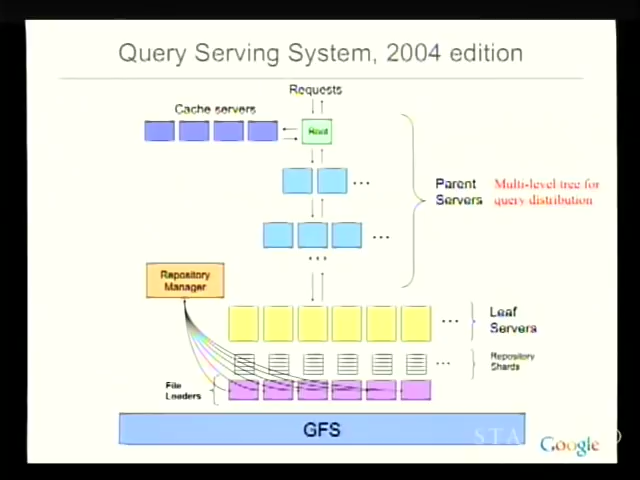 Query Serving System, 2004 edition
Requests
Cache servers
Root
...
Parent
Servers
Multi-level tree for
query distribution
...
...
Repository
Manager
...
Leaf
Servers
...
Repository
Shards
File
Loaders
GFS
Google